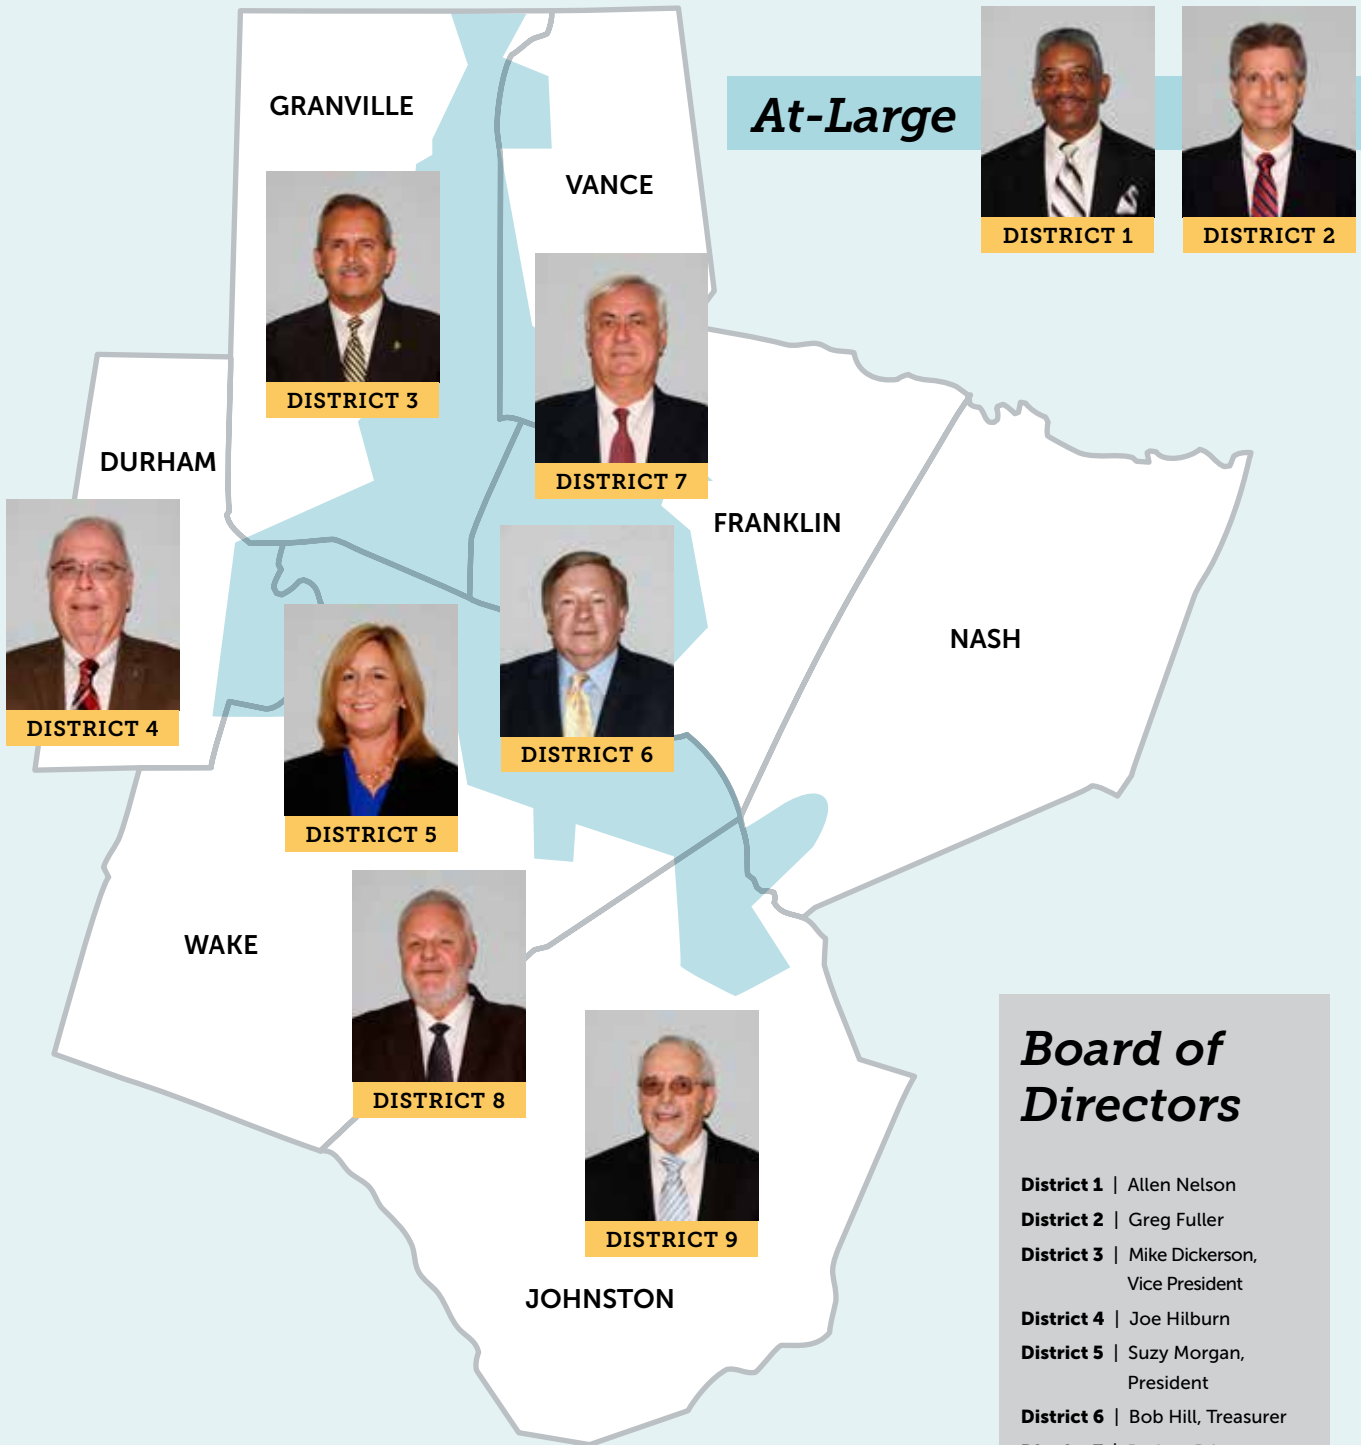 At-Large
DISTRICT 1
DISTRICT 2
GRANVILLE
VANCE
DISTRICT 3
DISTRICT 7
DURHAM
FRANKLIN
DISTRICT 4
DISTRICT 6
NASH
DISTRICT 5
WAKE
DISTRICT 8
DISTRICT 9
JOHNSTON
Board of
Directors
District 1 | Allen Nelson
District 2 | Greg Fuller
District 3 | Mike Dickerson,
Vice President
District 4 | Joe Hilburn
District 5 | Suzy Morgan,
President
District 6 | Bob Hill, Treasurer